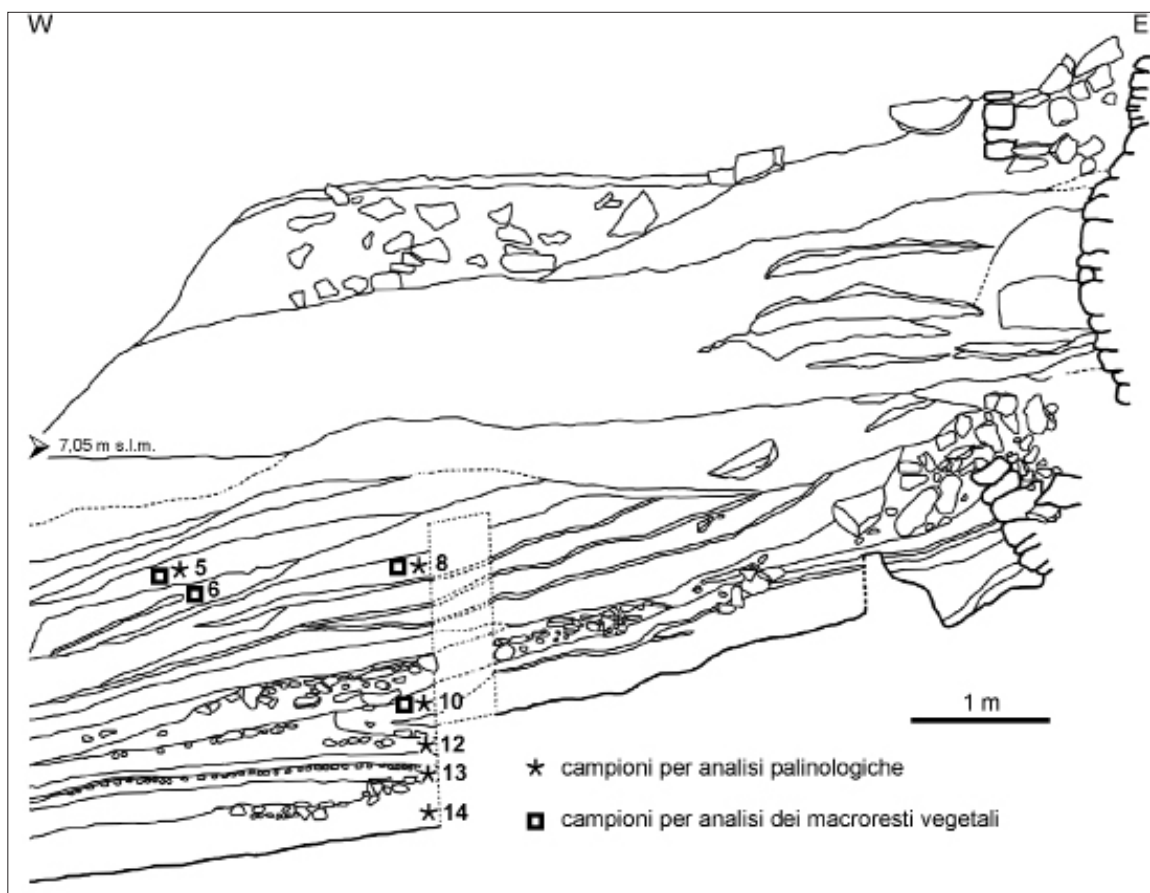 W
E
7,05 m s.l.m.
5
8
6
10
1 m
12
campioni per analisi palinologiche
13
14
campioni per analisi dei macroresti vegetali